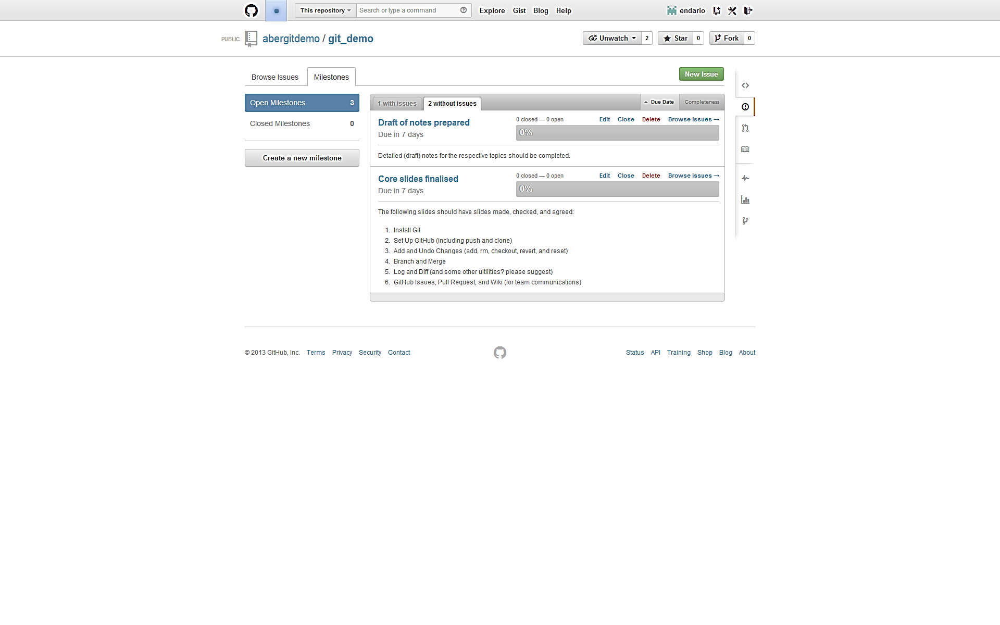 This repository Search or type a command Explore Gist Blog Help endario
PUBLIC abergitdemo / git_demo Unwatch 2 Star 0 Fork 0
Browse Issues Milestones New Issue
Open Milestones 3
Closed Milestones 0
Create a new milestone
1 with issues 2 without issues Due Date Completeness
Draft of notes prepared 0 closed — 0 open Edit Close Delete Browse issues →
Due in 7 days 0%
Detailed (draft) notes for the respective topics should be completed.
Core slides finalised 0 closed — 0 open Edit Close Delete Browse issues →
Due in 7 days 0%
The following slides should have slides made, checked, and agreed:
1. Install Git
2. Set Up GitHub (including push and clone)
3. Add and Undo Changes (add, rm, checkout, revert, and reset)
4. Branch and Merge
5. Log and Diff (and some other ultilities? please suggest)
6. GitHub Issues, Pull Request, and Wiki (for team communications)
© 2013 GitHub, Inc. Terms Privacy Security Contact Status API Training Shop Blog About